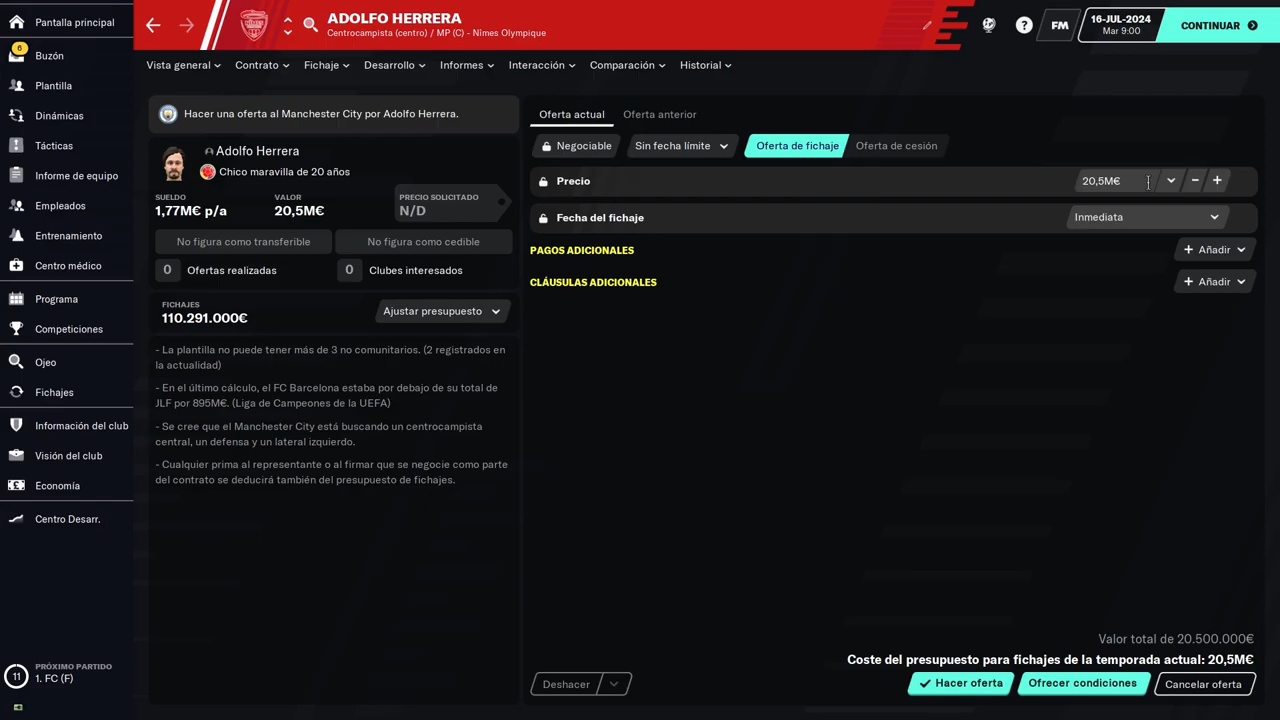 Pantalla principal
6
Buzón
Plantilla
Dinámicas
Tácticas
Informe de equipo
Empleados
Entrenamiento
Centro médico
Programa
Competiciones
Ojeo
Fichajes
Información del club
Visión del club
Economía
Centro Desarr.
PRÓXIMO PARTIDO
11
1. FC (F)
ADOLFO HERRERA
Centrocampista (centro) / MP (C) - Nîmes Olympique
FM
16-JUL-2024
Mar 9:00
CONTINUAR
Vista general
Contrato
Fichaje
Desarrollo
Informes
Interacción
Comparación
Historial
Hacer una oferta al Manchester City por Adolfo Herrera.
Adolfo Herrera
Chico maravilla de 20 años
SUELDO
1,77M€ p/a
VALOR
20,5M€
PRECIO SOLICITADO
N/D
No figura como transferible
No figura como cedible
0 Ofertas realizadas
0 Clubes interesados
FICHAJES
110.291.000€
Ajustar presupuesto
- La plantilla no puede tener más de 3 no comunitarios. (2 registrados en
la actualidad)
- En el último cálculo, el FC Barcelona estaba por debajo de su total de
JLF por 895M€. (Liga de Campeones de la UEFA)
- Se cree que el Manchester City está buscando un centrocampista
central, un defensa y un lateral izquierdo.
- Cualquier prima al representante o al firmar que se negocie como parte
del contrato se deducirá también del presupuesto de fichajes.
Oferta actual
Oferta anterior
Negociable
Sin fecha límite
Oferta de fichaje
Oferta de cesión
Precio
20,5M€
Fecha del fichaje
Inmediata
PAGOS ADICIONALES
Añadir
CLÁUSULAS ADICIONALES
Añadir
Valor total de 20.500.000€
Coste del presupuesto para fichajes de la temporada actual: 20,5M€
Deshacer
Hacer oferta
Ofrecer condiciones
Cancelar oferta